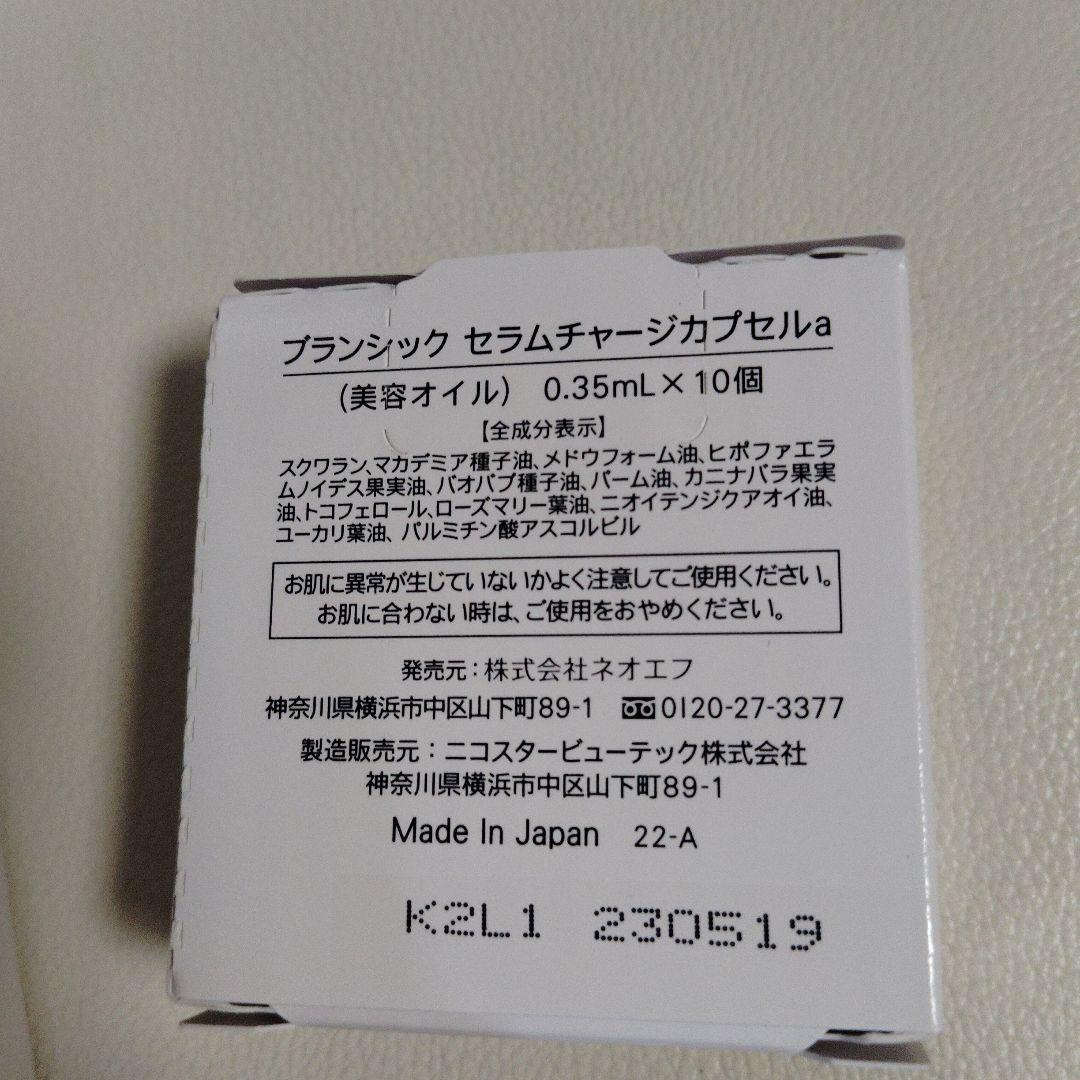 ブランシック セラムチャージカプセルa
(美容オイル) 0.35mL×10個
【全成分表示】
スクワラン、マカデミア種子油、メドウフォーム油、ヒポファエラ
ムノイデス果実油、バオバブ種子油、パーム油、カニナバラ果実
油、トコフェロール、ローズマリー葉油、ニオイテンジクアオイ油、
ユーカリ葉油、パルミチン酸アスコルビル
お肌に異常が生じていないかよく注意してご使用ください。
お肌に合わない時は、ご使用をおやめください。
発売元：株式会社ネオエフ
神奈川県横浜市中区山下町89-1 0120-27-3377
製造販売元：ニコスタービューテック株式会社
神奈川県横浜市中区山下町89-1
Made In Japan 22-A
K2L1 230519